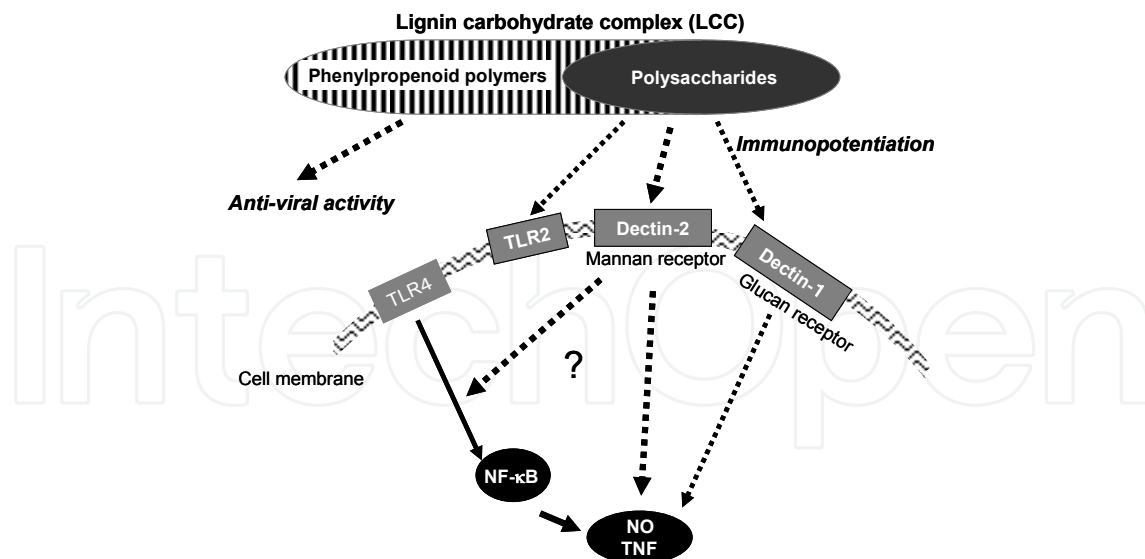 Lignin carbohydrate complex (LCC)
Phenylpropenoid polymers
Polysaccharides
Immunopotentiation
Anti-viral activity
TLR2
Dectin-2
Mannan receptor
Dectin-1
Glucan receptor
TLR4
Cell membrane
?
NF-κB
NO
TNF
IntechOpen